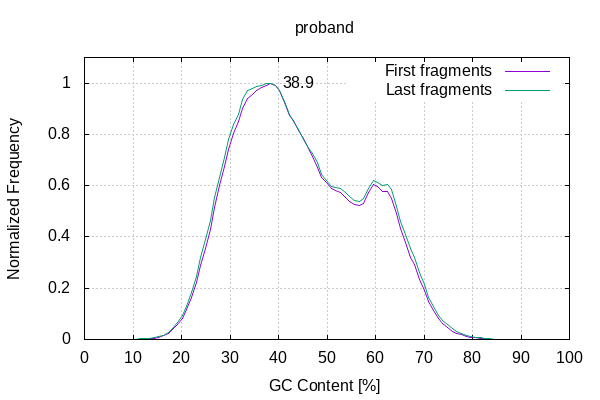 proband
First fragments
Last fragments
38.9
Normalized Frequency
1
0.8
0.6
0.4
0.2
0
0 10 20 30 40 50 60 70 80 90 100
GC Content [%]